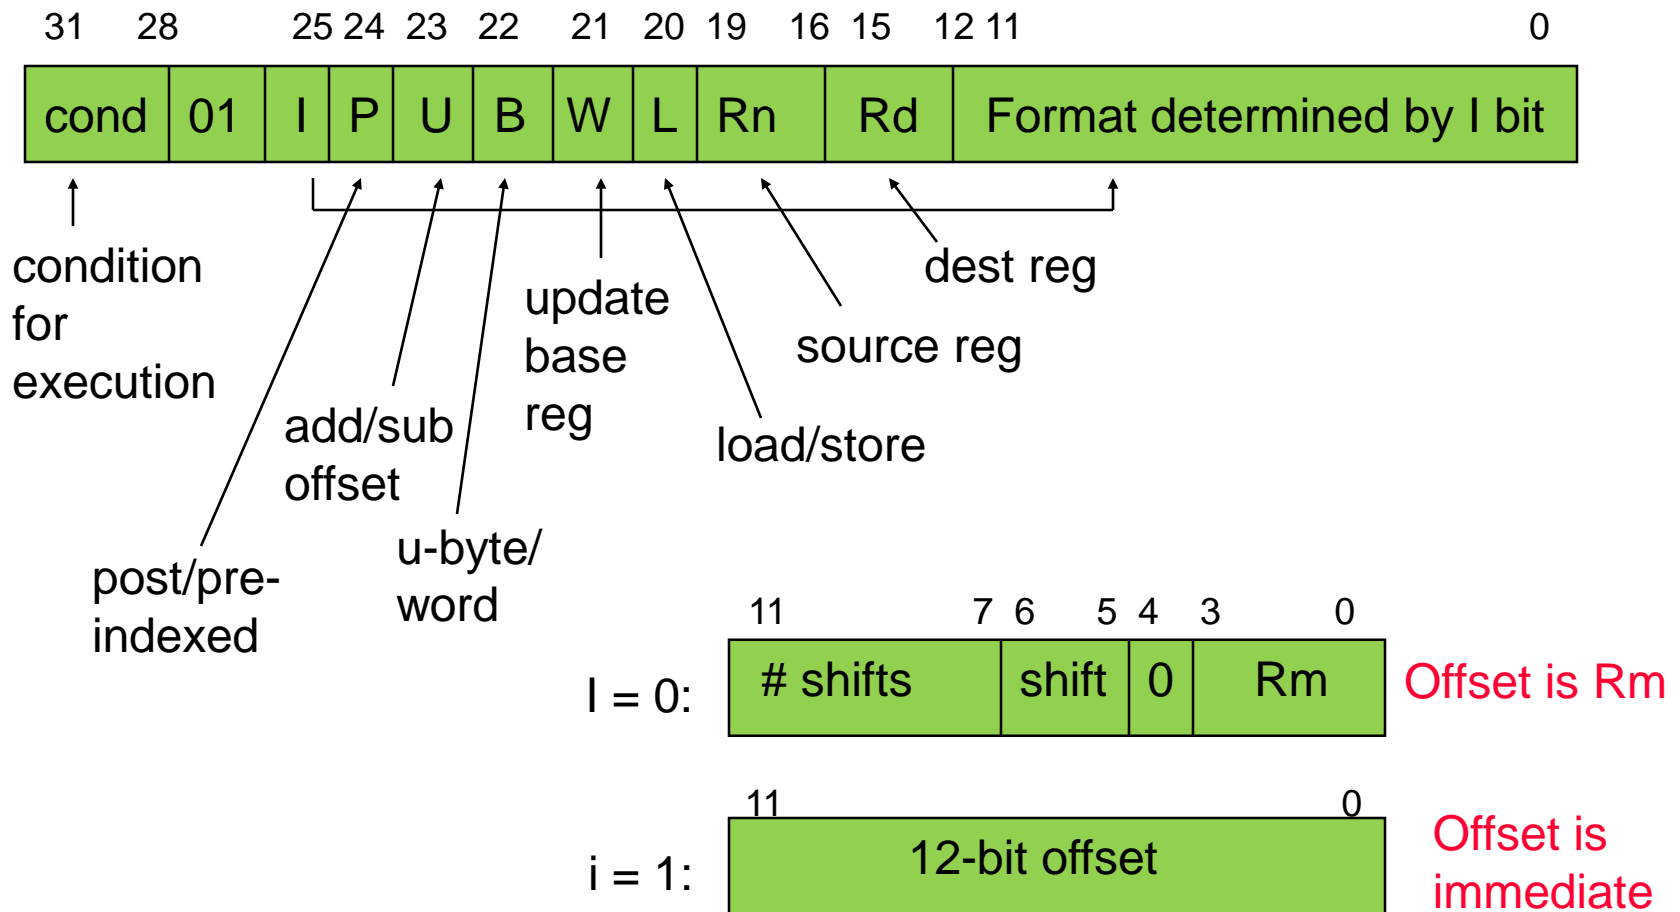 31 28 25 24 23 22 21 20 19 16 15 12 11 0
cond 01 I P U B W L Rn Rd Format determined by I bit
condition
for
execution
post/pre-
indexed
add/sub
offset
u-byte/
word
update
base
reg
load/store
source reg
dest reg
11 7 6 5 4 3 0
I = 0: # shifts shift 0 Rm Offset is Rm
11 0
i = 1: 12-bit offset Offset is
immediate